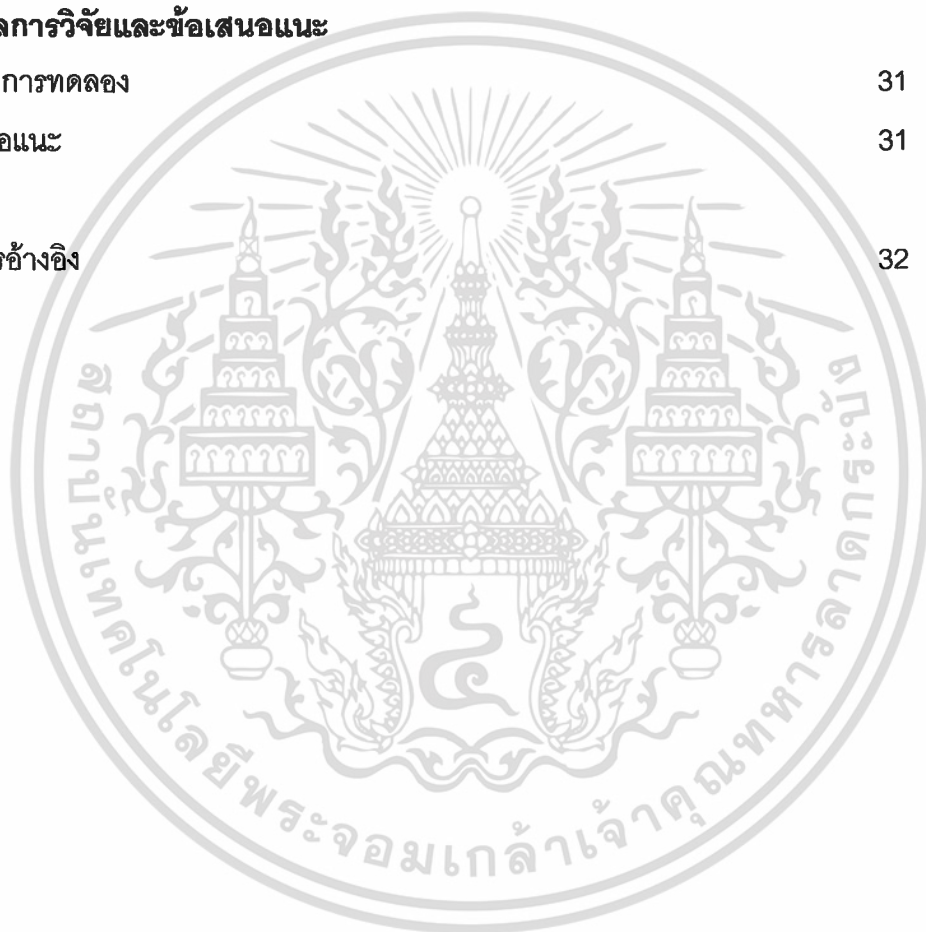 ลการวิจัยและข้อเสนอแนะ
การทดลอง 31
อแนะ 31
รอ้างอิง 32
สถาบันเทคโนโลยีพระจอมเกล้าเจ้าคุณทหารลาดกระบัง
๔